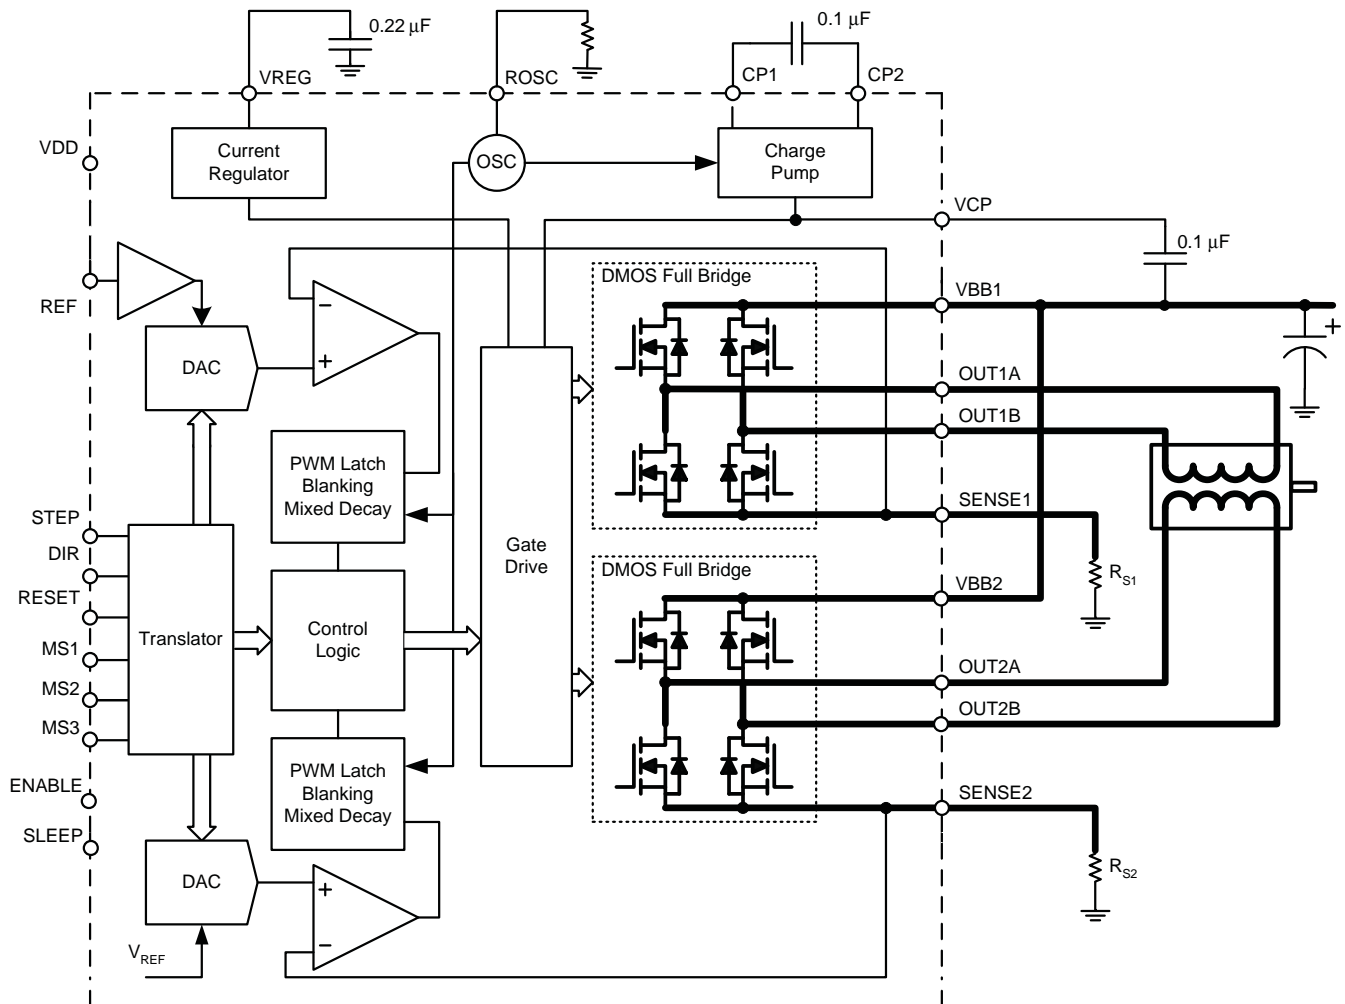 0.22 µF
0.1 µF
VREG
ROSC
CP1
CP2
VDD
Current
Regulator
OSC
Charge
Pump
VCP
0.1 µF
REF
DMOS Full Bridge
VBB1
−
+
+
DAC
OUT1A
OUT1B
PWM Latch
Blanking
Mixed Decay
SENSE1
STEP
DIR
RESET
MS1
MS2
MS3
Translator
Control
Logic
Gate
Drive
DMOS Full Bridge
RS1
VBB2
OUT2A
OUT2B
PWM Latch
Blanking
Mixed Decay
ENABLE
SLEEP
SENSE2
DAC
+
−
RS2
VREF